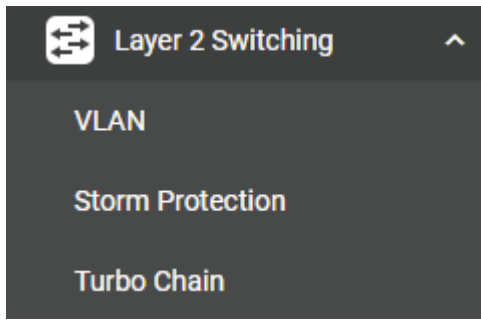 Layer 2 Switching
VLAN
Storm Protection
Turbo Chain